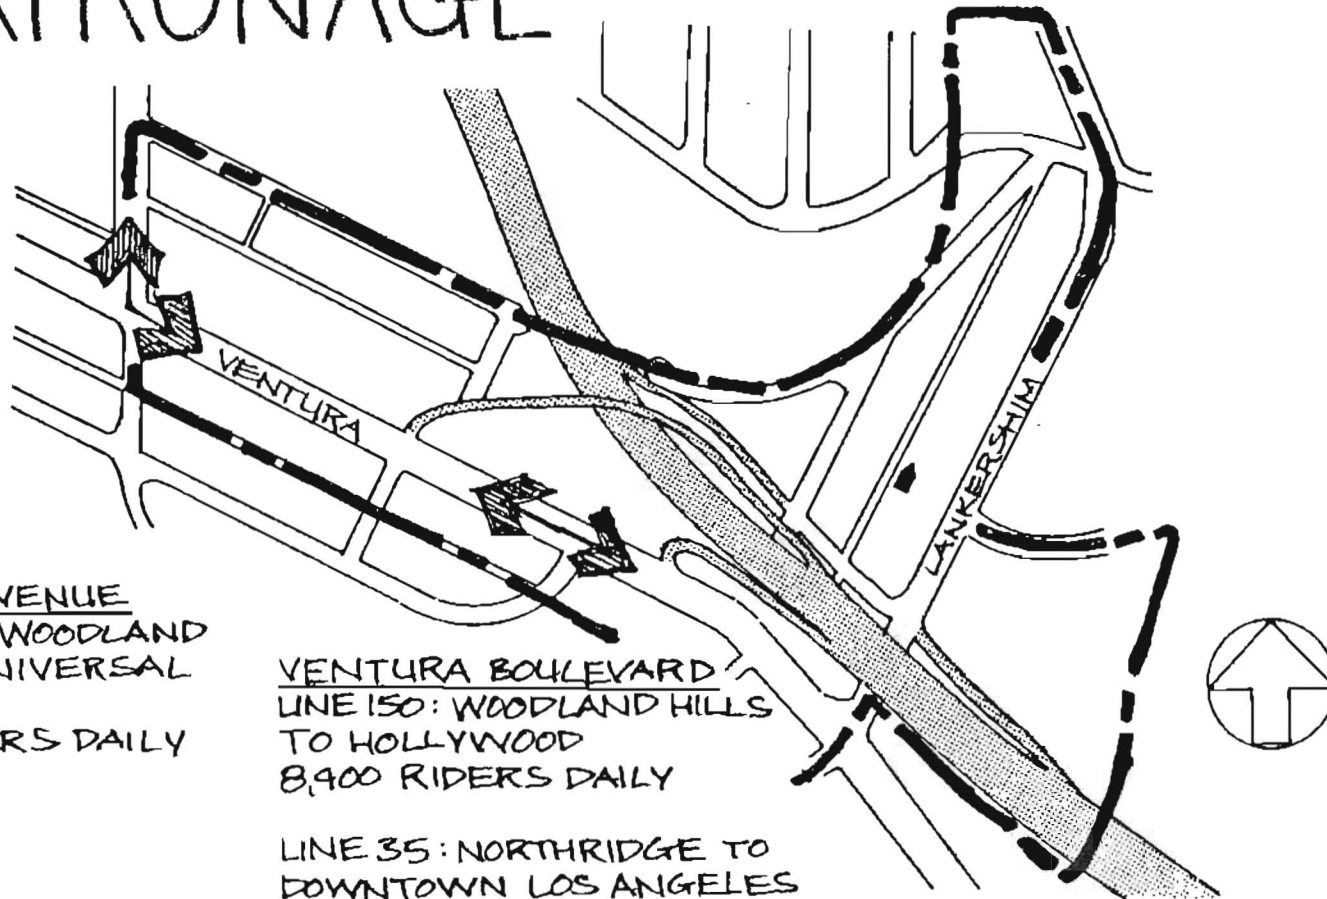 ATRONAGE
VENTURA
LANKERSHIM
VENUE
WOODLAND
NIVERSAL
RS DAILY
VENTURA BOULEVARD
LINE 150: WOODLAND HILLS
TO HOLLYWOOD
8,400 RIDERS DAILY
LINE 35: NORTHRIDGE TO
DOWNTOWN LOS ANGELES